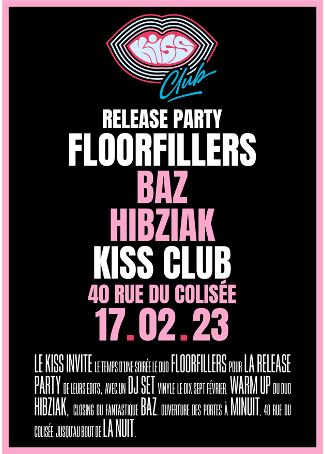 KISS
Club
RELEASE PARTY
FLOORFILLERS
BAZ
HIBZIAK
KISS CLUB
40 RUE DU COLISÉE
17.02.23
LE KISS INVITE LE TEMPS D'UNE SOIRÉE LE DUO FLOORFILLERS POUR LA RELEASE
PARTY DE LEURS EDITS, AVEC UN DJ SET VINYLE LE DIX SEPT FÉVRIER. WARM UP DU DUO
HIBZIAK, CLOSING DU FANTASTIQUE BAZ. OUVERTURE DES PORTES À MINUIT, 40 RUE DU
COLISÉE JUSQU'AU BOUT DE LA NUIT.